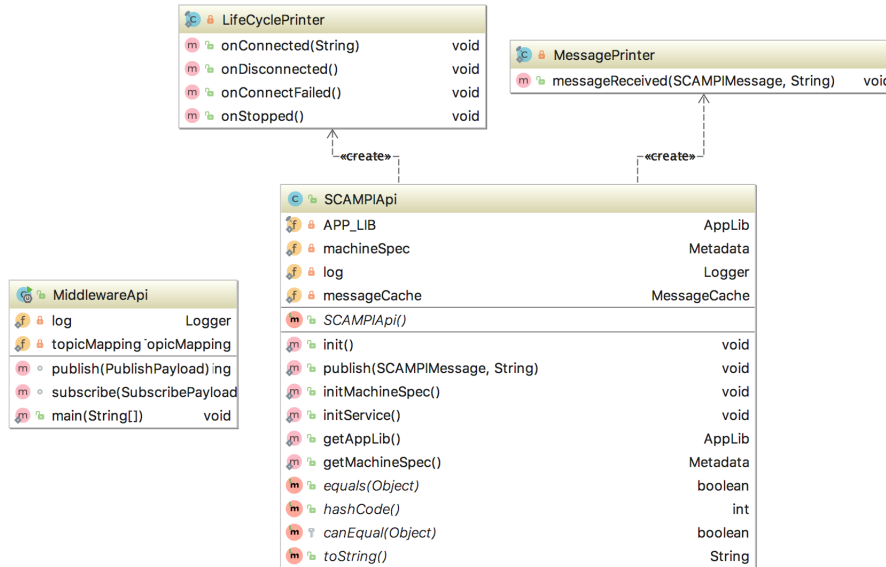 LifeCyclePrinter
onConnected(String) void
onDisconnected() void
onConnectFailed() void
onStopped() void
MessagePrinter
messageReceived(SCAMPIMessage, String) void
«create»
«create»
SCAMPIApi
APP_LIB AppLib
machineSpec Metadata
log Logger
messageCache MessageCache
SCAMPIApi()
init() void
publish(SCAMPIMessage, String) void
initMachineSpec() void
initService() void
getAppLib() AppLib
getMachineSpec() Metadata
equals(Object) boolean
hashCode() int
canEqual(Object) boolean
toString() String
MiddlewareApi
log Logger
topicMapping opicMapping
publish(PublishPayload) ing
subscribe(SubscribePayload
main(String[]) void